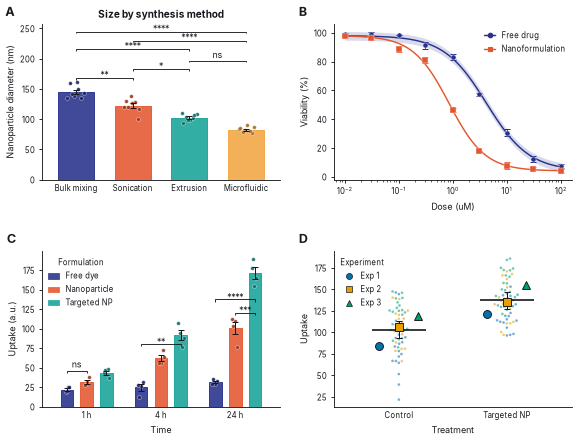 A
Size by synthesis method
Nanoparticle diameter (nm)
250
200
150
100
50
0
****
****
****
ns
*
**
Bulk mixing
Sonication
Extrusion
Microfluidic
B
Viability (%)
100
80
60
40
20
0
Free drug
Nanoformulation
10⁻²
10⁻¹
10⁰
10¹
10²
Dose (uM)
C
Uptake (a.u.)
175
150
125
100
75
50
25
0
Formulation
Free dye
Nanoparticle
Targeted NP
ns
**
****
***
1 h
4 h
24 h
Time
D
Uptake
175
150
125
100
75
50
25
Experiment
Exp 1
Exp 2
Exp 3
Control
Targeted NP
Treatment